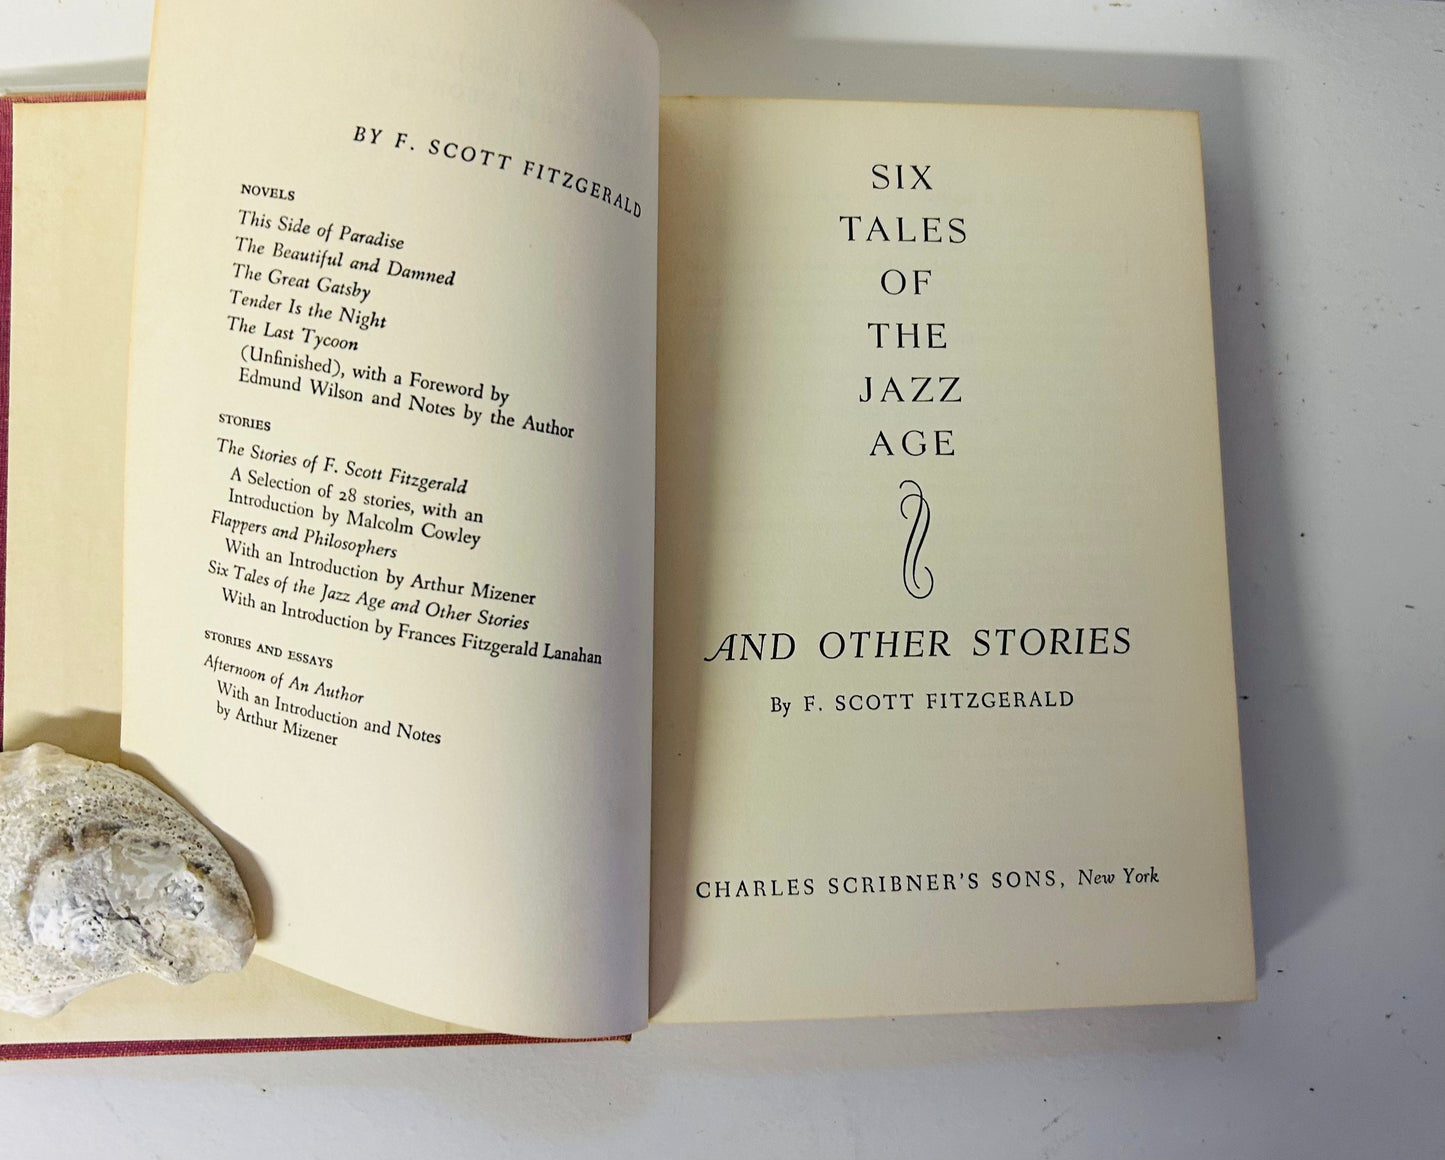 BY F. SCOTT FITZGERALD
NOVELS
This Side of Paradise
The Beautiful and Damned
The Great Gatsby
Tender Is the Night
The Last Tycoon
(Unfinished), with a Foreword by
Edmund Wilson and Notes by the Author
STORIES
The Stories of F. Scott Fitzgerald
A Selection of 28 stories, with an
Introduction by Malcolm Cowley
Flappers and Philosophers
With an Introduction by Arthur Mizener
Six Tales of the Jazz Age and Other Stories
With an Introduction by Frances Fitzgerald Lanahan
STORIES AND ESSAYS
Afternoon of An Author
With an Introduction and Notes
by Arthur Mizener
SIX
TALES
OF
THE
JAZZ
AGE
AND OTHER STORIES
By F. SCOTT FITZGERALD
CHARLES SCRIBNER'S SONS, New York